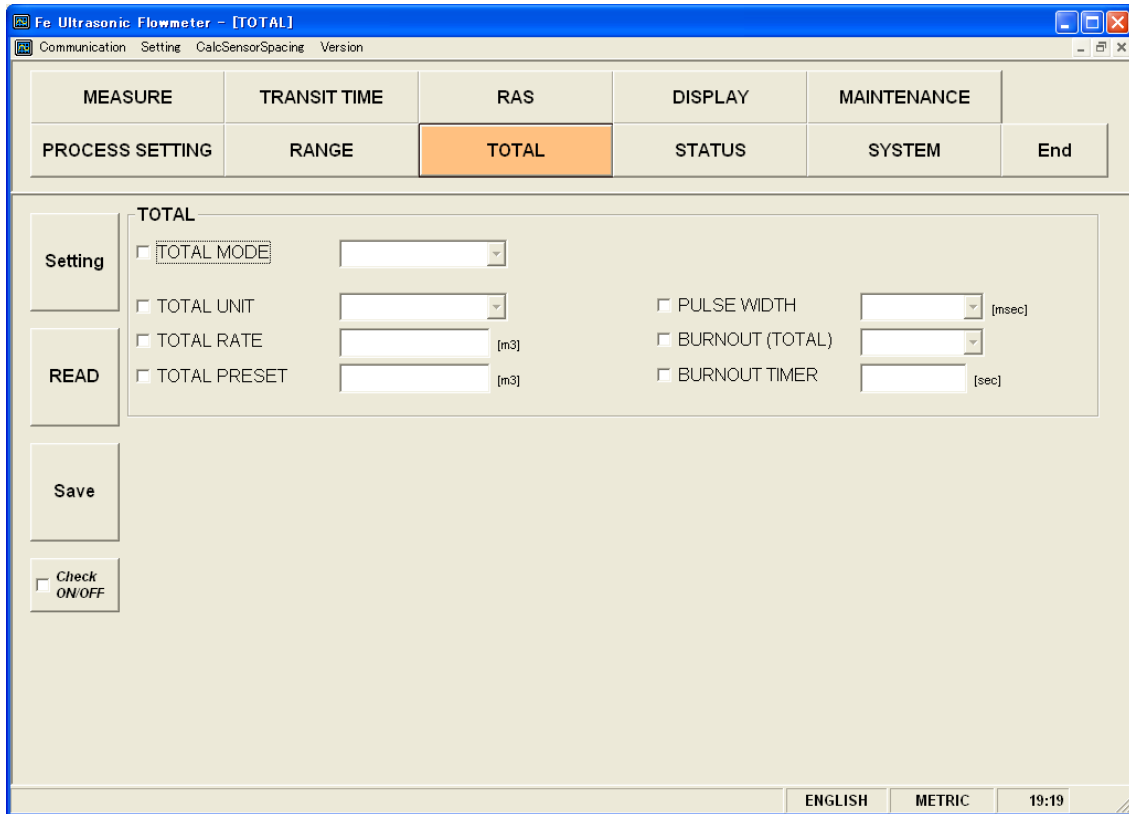 Fe Ultrasonic Flowmeter - [TOTAL]
Communication Setting CalcSensorSpacing Version
MEASURE TRANSIT TIME RAS DISPLAY MAINTENANCE
PROCESS SETTING RANGE TOTAL STATUS SYSTEM End
Setting
READ
Save
Check
ON/OFF
TOTAL
TOTAL MODE
TOTAL UNIT
TOTAL RATE [m3]
TOTAL PRESET [m3]
PULSE WIDTH [msec]
BURNOUT (TOTAL)
BURNOUT TIMER [sec]
ENGLISH METRIC 19:19